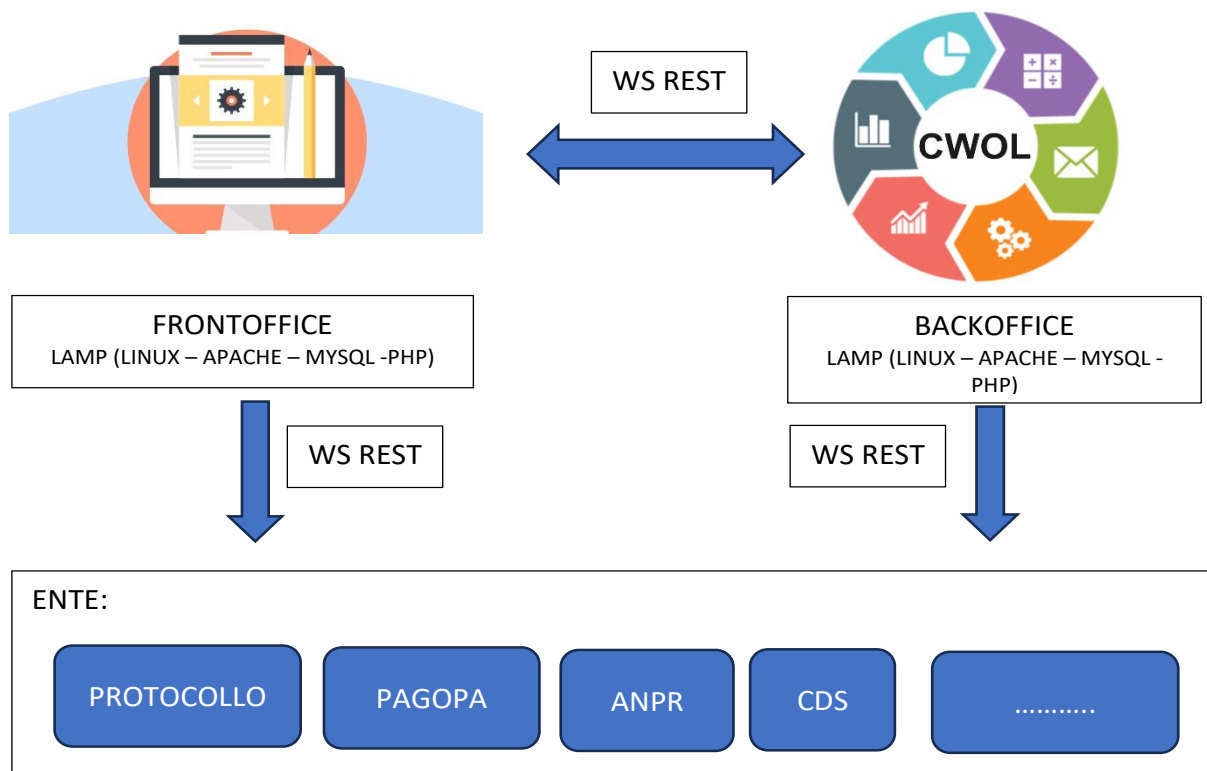 WS REST
CWOL
FRONTOFFICE
LAMP (LINUX – APACHE – MYSQL -PHP)
BACKOFFICE
LAMP (LINUX – APACHE – MYSQL -
PHP)
WS REST
WS REST
ENTE:
PROTOCOLLO
PAGOPA
ANPR
CDS
………..